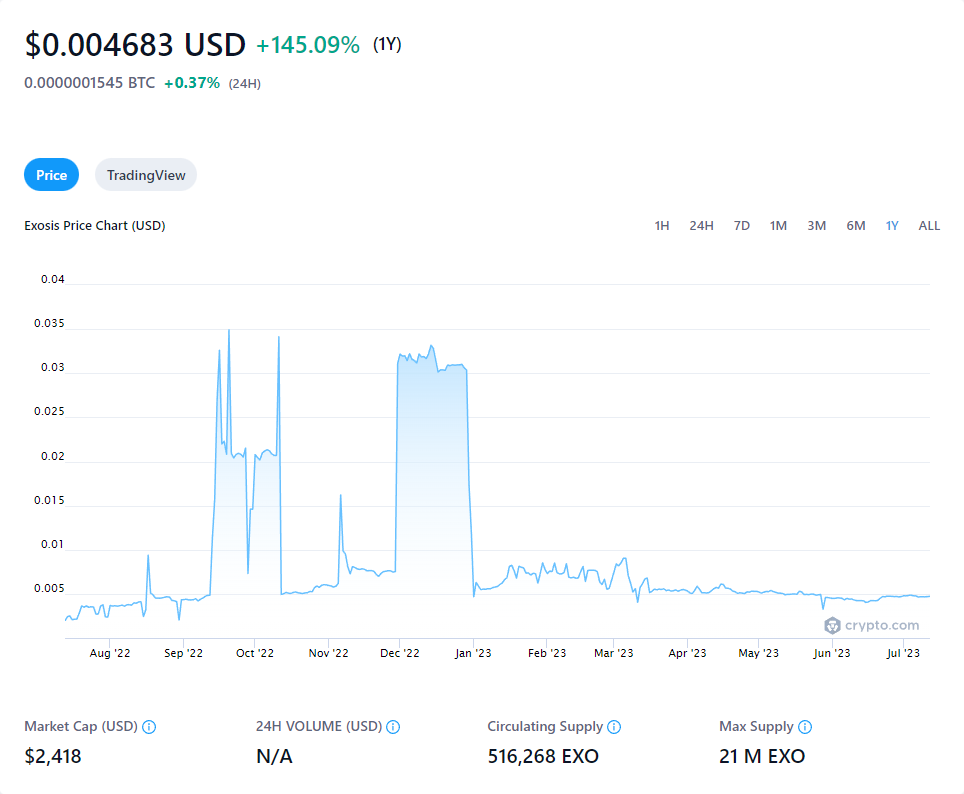 $0.004683 USD +145.09% (1Y)
0.0000001545 BTC +0.37% (24H)
Price TradingView
Exosis Price Chart (USD) 1H 24H 7D 1M 3M 6M 1Y ALL
0.04
0.035
0.03
0.025
0.02
0.015
0.01
0.005
crypto.com
Aug '22 Sep '22 Oct '22 Nov '22 Dec '22 Jan '23 Feb '23 Mar '23 Apr '23 May '23 Jun '23 Jul '23
Market Cap (USD) 24H VOLUME (USD) Circulating Supply Max Supply
$2,418 N/A 516,268 EXO 21 M EXO